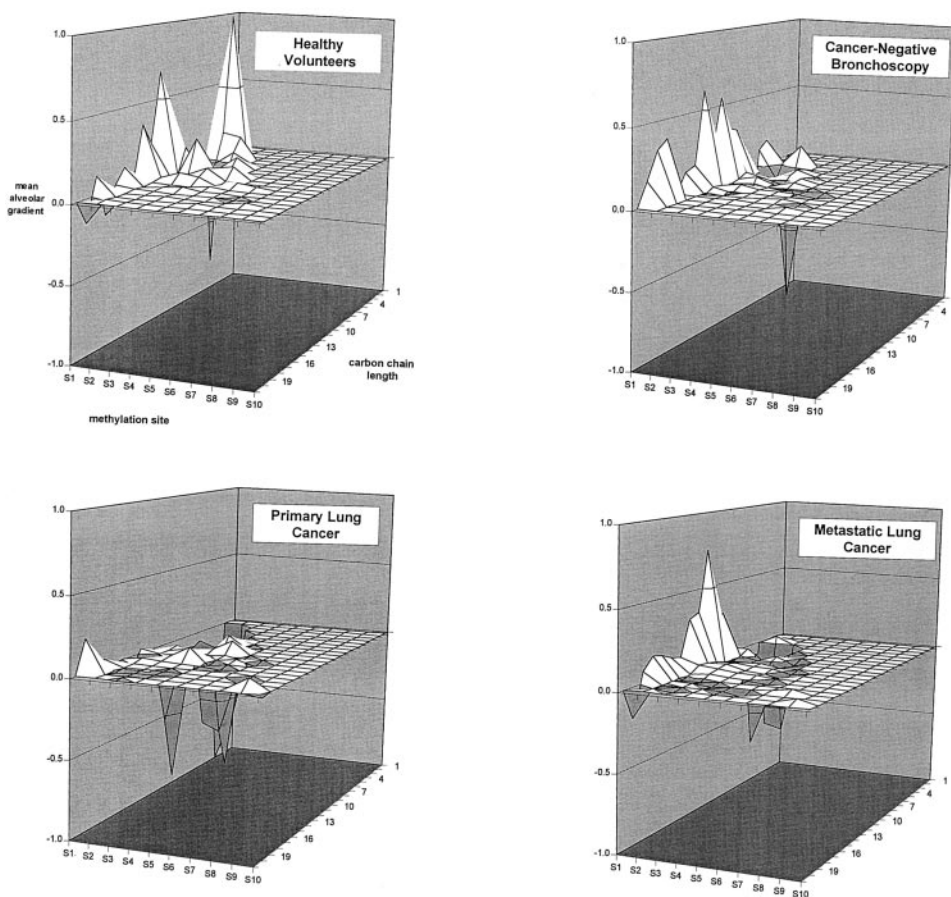 Healthy
Volunteers
1.0
0.5
mean
alveolar
gradient
0.0
-0.5
-1.0
S1 S2 S3 S4 S5 S6 S7 S8 S9 S10
methylation site
19 16 13 10 7 4 1
carbon chain
length
Cancer-Negative
Bronchoscopy
1.0
0.5
0.0
-0.5
-1.0
S1 S2 S3 S4 S5 S6 S7 S8 S9 S10
19 16 13 10 7 4
Primary Lung
Cancer
1.0
0.5
0.0
-0.5
-1.0
S1 S2 S3 S4 S5 S6 S7 S8 S9 S10
19 16 13 10 7 4 1
Metastatic Lung
Cancer
1.0
0.5
0.0
-0.5
-1.0
S1 S2 S3 S4 S5 S6 S7 S8 S9 S10
19 16 13 10 7 4 1